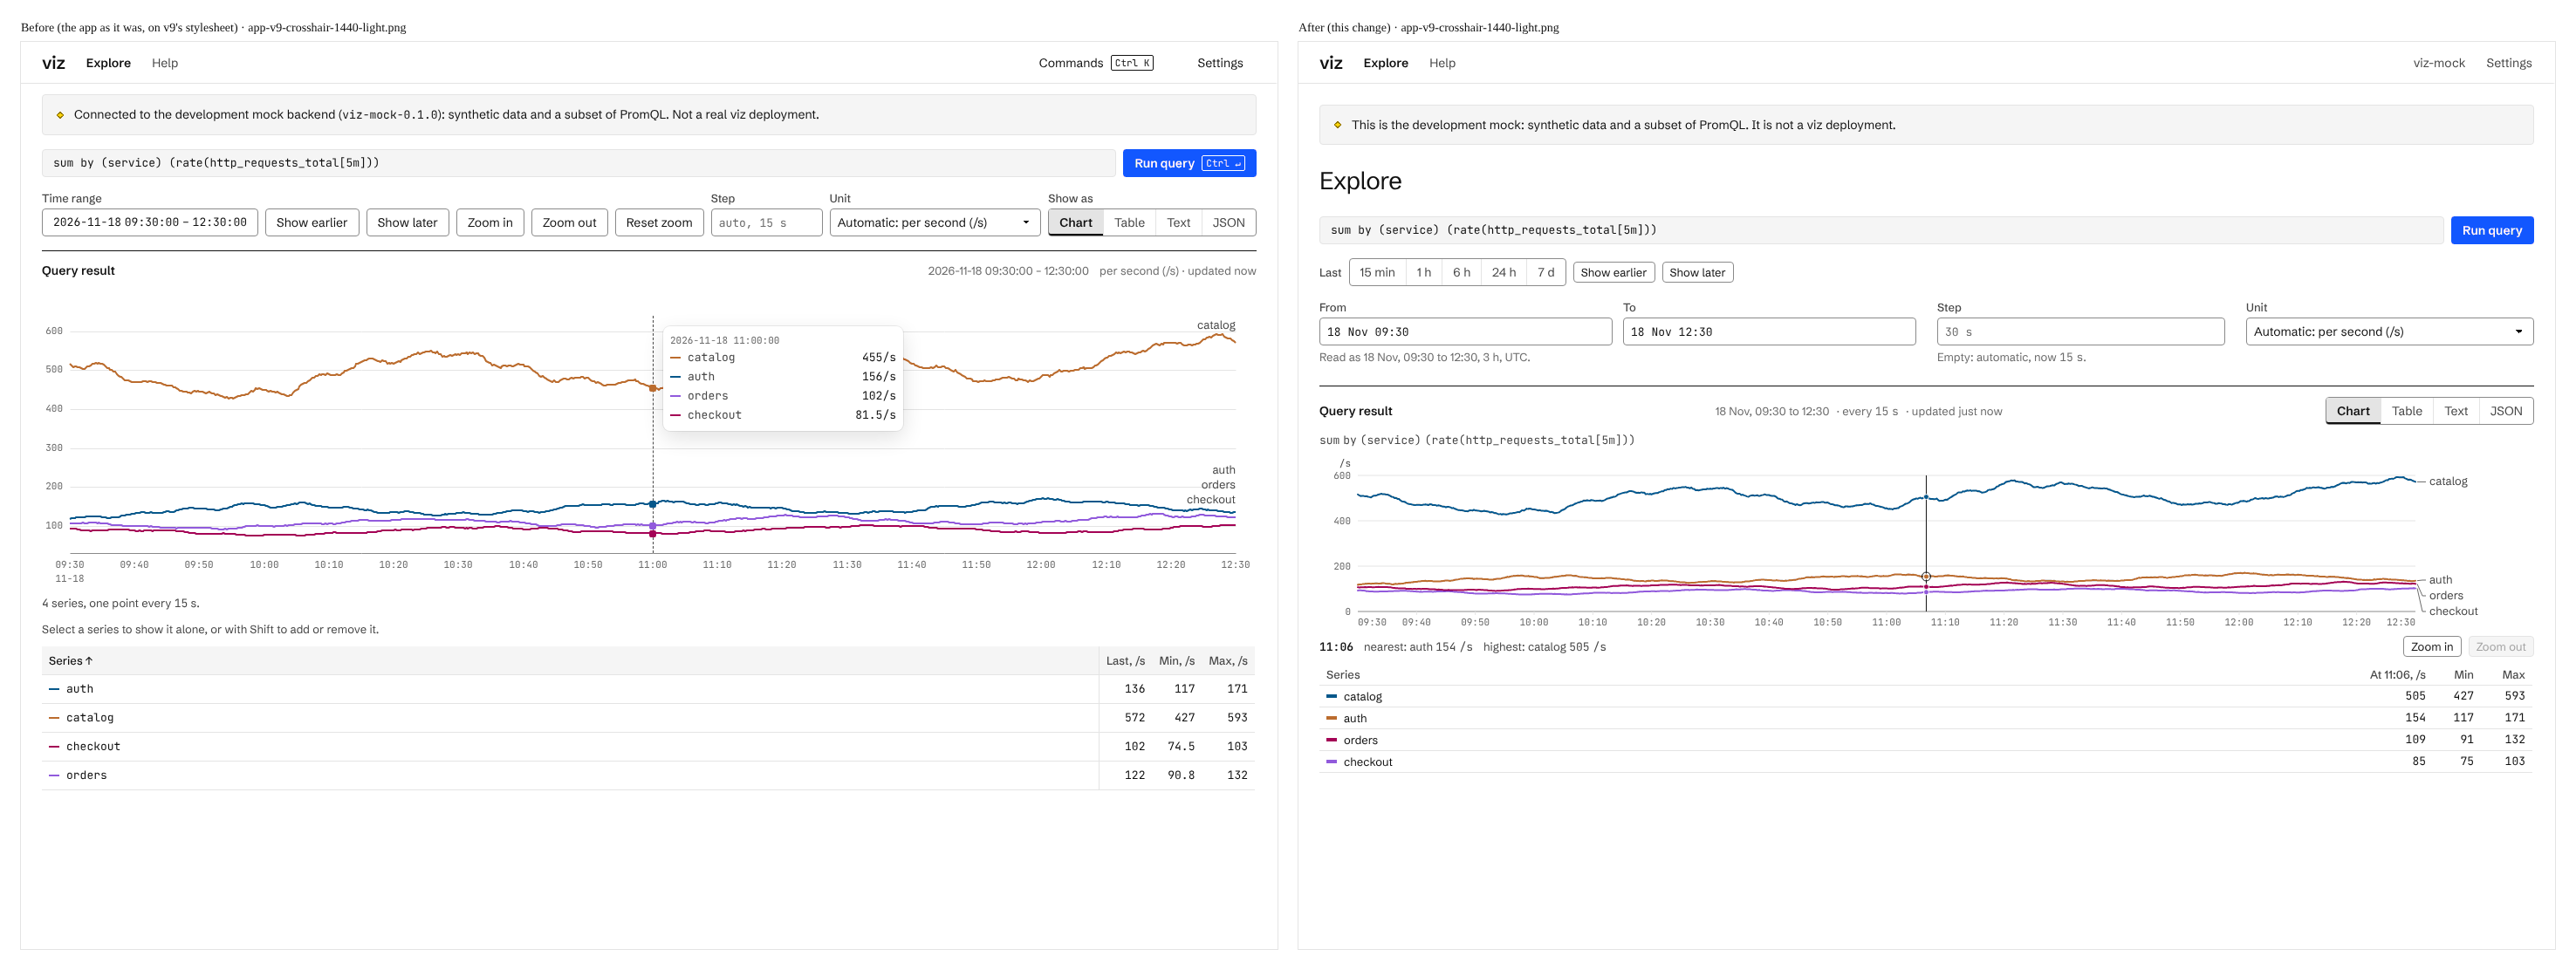 Before (the app as it was, on v9's stylesheet) · app-v9-crosshair-1440-light.png
viz Explore Help Commands Ctrl K Settings
Connected to the development mock backend (viz-mock-0.1.0): synthetic data and a subset of PromQL. Not a real viz deployment.
sum by (service) (rate(http_requests_total[5m])) Run query Ctrl ↵
Time range Step Unit Show as
2026-11-18 09:30:00 – 12:30:00 Show earlier Show later Zoom in Zoom out Reset zoom auto, 15 s Automatic: per second (/s) Chart Table Text JSON
Query result 2026-11-18 09:30:00 – 12:30:00 per second (/s) · updated now
600 catalog
500
400
300
200
100
2026-11-18 11:00:00
catalog 455/s
auth 156/s
orders 102/s
checkout 81.5/s
auth
orders
checkout
09:30 09:40 09:50 10:00 10:10 10:20 10:30 10:40 10:50 11:00 11:10 11:20 11:30 11:40 11:50 12:00 12:10 12:20 12:30
11-18
4 series, one point every 15 s.
Select a series to show it alone, or with Shift to add or remove it.
Series ↑ Last, /s Min, /s Max, /s
auth 136 117 171
catalog 572 427 593
checkout 102 74.5 103
orders 122 90.8 132
After (this change) · app-v9-crosshair-1440-light.png
viz Explore Help viz-mock Settings
This is the development mock: synthetic data and a subset of PromQL. It is not a viz deployment.
Explore
sum by (service) (rate(http_requests_total[5m])) Run query
Last 15 min 1 h 6 h 24 h 7 d Show earlier Show later
From To Step Unit
18 Nov 09:30 18 Nov 12:30 30 s Automatic: per second (/s)
Read as 18 Nov, 09:30 to 12:30, 3 h, UTC. Empty: automatic, now 15 s.
Query result 18 Nov, 09:30 to 12:30 · every 15 s · updated just now Chart Table Text JSON
sum by (service) (rate(http_requests_total[5m]))
/s
600 catalog
400
200
0
auth
orders
checkout
09:30 09:40 09:50 10:00 10:10 10:20 10:30 10:40 10:50 11:00 11:10 11:20 11:30 11:40 11:50 12:00 12:10 12:20 12:30
11:06 nearest: auth 154 /s highest: catalog 505 /s Zoom in Zoom out
Series At 11:06, /s Min Max
catalog 505 427 593
auth 154 117 171
orders 109 91 132
checkout 85 75 103